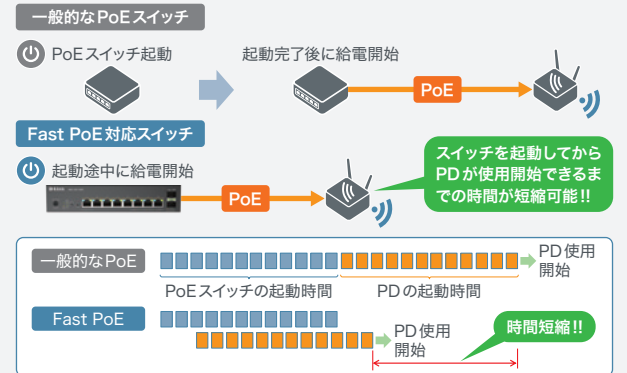 一般的なPoEスイッチ
PoEスイッチ起動
起動完了後に給電開始
PoE
Fast PoE対応スイッチ
起動途中に給電開始
PoE
スイッチを起動してから
PDが使用開始できるま
での時間が短縮可能!!
一般的なPoE
PD使用
開始
PoEスイッチの起動時間
PDの起動時間
Fast PoE
PD使用
開始
時間短縮!!